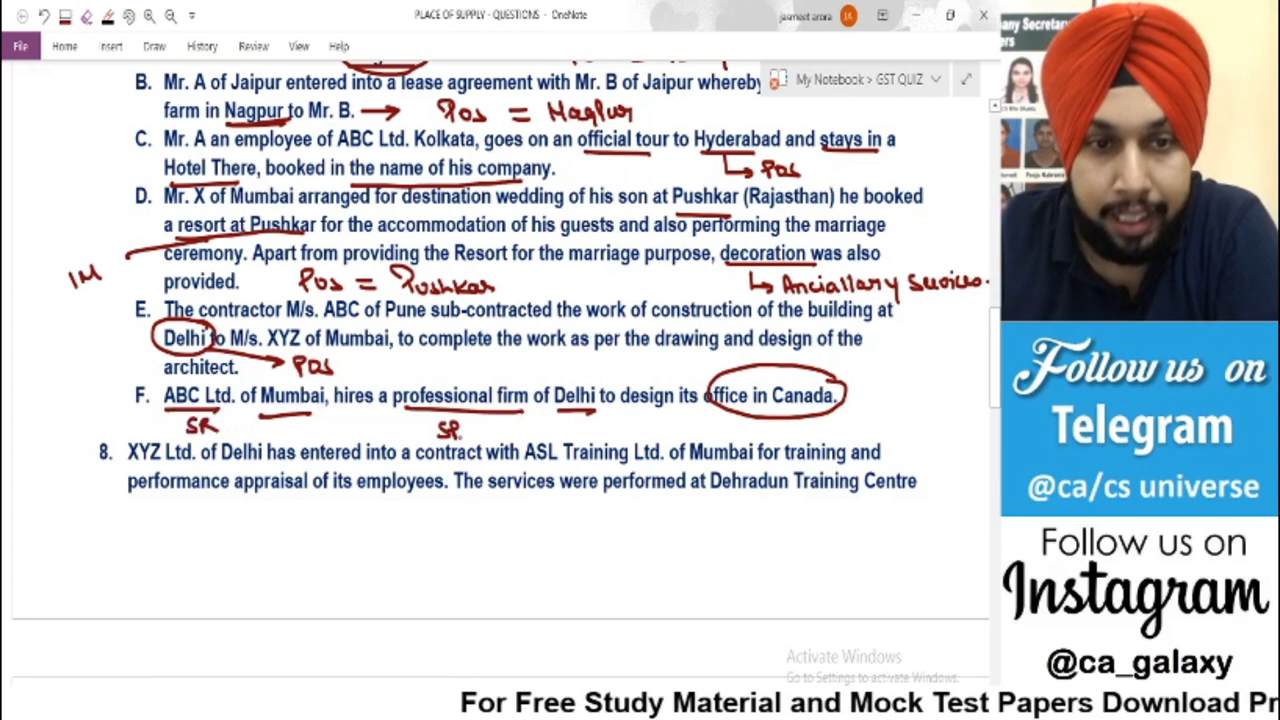 PLACE OF SUPPLY - QUESTIONS - OneNote
jasmeet arora
JA
File
Home
Insert
Draw
History
Review
View
Help
My Notebook > GST QUIZ
B. Mr. A of Jaipur entered into a lease agreement with Mr. B of Jaipur whereby
farm in Nagpur to Mr. B.
Pos = Nagpur
C. Mr. A an employee of ABC Ltd. Kolkata, goes on an official tour to Hyderabad and stays in a
Hotel There, booked in the name of his company.
Pos
D. Mr. X of Mumbai arranged for destination wedding of his son at Pushkar (Rajasthan) he booked
a resort at Pushkar for the accommodation of his guests and also performing the marriage
ceremony. Apart from providing the Resort for the marriage purpose, decoration was also
IM
provided.
Pos = Pushkar
Anciallary Services.
E. The contractor M/s. ABC of Pune sub-contracted the work of construction of the building at
Delhi to M/s. XYZ of Mumbai, to complete the work as per the drawing and design of the
architect.
Pos
F. ABC Ltd. of Mumbai, hires a professional firm of Delhi to design its office in Canada.
SR
SP
8. XYZ Ltd. of Delhi has entered into a contract with ASL Training Ltd. of Mumbai for training and
performance appraisal of its employees. The services were performed at Dehradun Training Centre
Activate Windows
Go to Settings to activate Windows.
any Secretary
ers
Follow us on
Telegram
@ca/cs universe
Follow us on
Instagram
@ca_galaxy
For Free Study Material and Mock Test Papers Download Pr